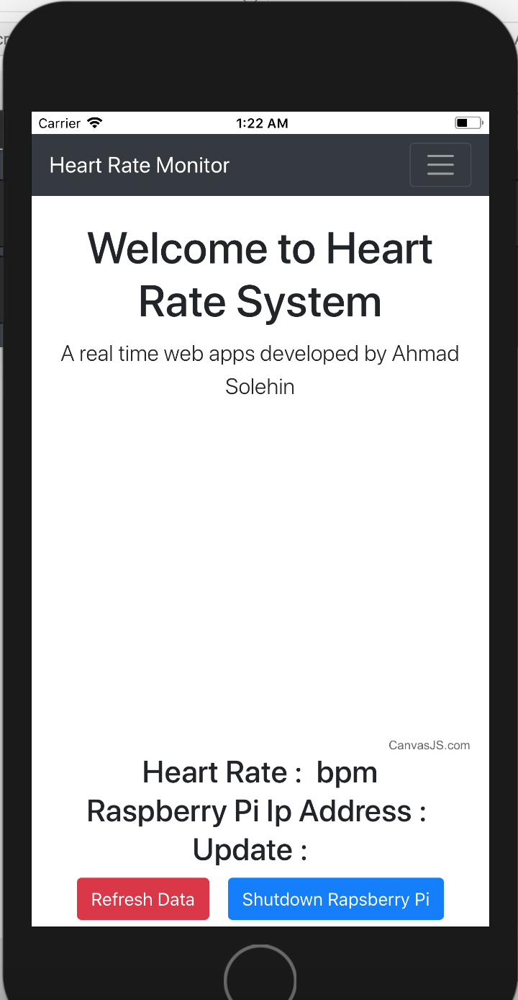 Carrier 1:22 AM
Heart Rate Monitor
Welcome to Heart
Rate System
A real time web apps developed by Ahmad
Solehin
CanvasJS.com
Heart Rate : bpm
Raspberry Pi Ip Address :
Update :
Refresh Data Shutdown Rapsberry Pi